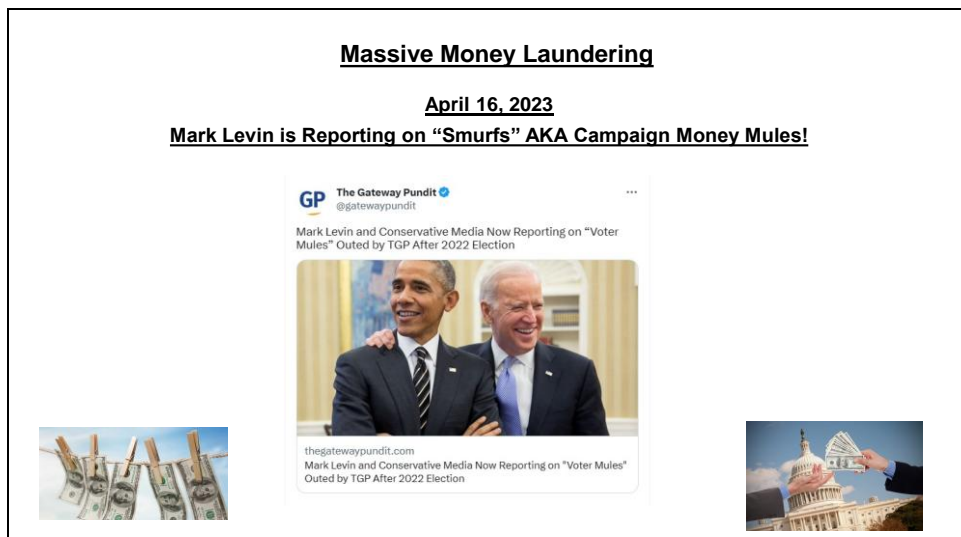 Massive Money Laundering
April 16, 2023
Mark Levin is Reporting on “Smurfs” AKA Campaign Money Mules!
GP
The Gateway Pundit
@gatewaypundit
Mark Levin and Conservative Media Now Reporting on “Voter
Mules” Outed by TGP After 2022 Election
thegatewaypundit.com
Mark Levin and Conservative Media Now Reporting on "Voter Mules"
Outed by TGP After 2022 Election